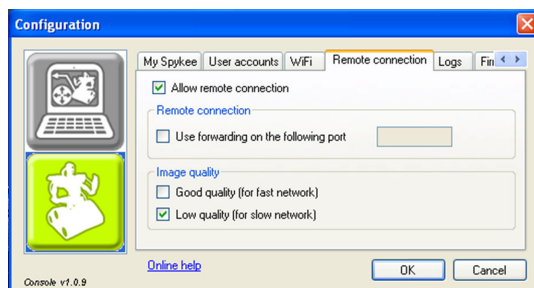 Configuration
My Spykee User accounts WiFi Remote connection Logs
Allow remote connection
Remote connection
Use forwarding on the following port
Image quality
Good quality (for fast network)
Low quality (for slow network)
Online help
OK Cancel
Console v1.0.9